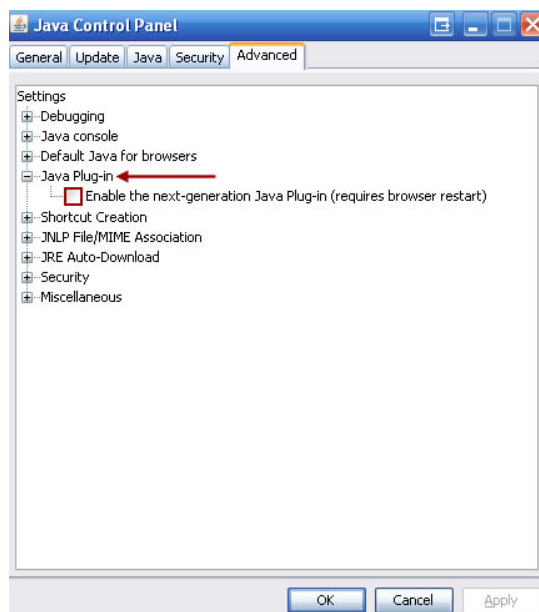 Java Control Panel
General Update Java Security Advanced
Settings
Debugging
Java console
Default Java for browsers
Java Plug-in
Enable the next-generation Java Plug-in (requires browser restart)
Shortcut Creation
JNLP File/MIME Association
JRE Auto-Download
Security
Miscellaneous
OK Cancel Apply